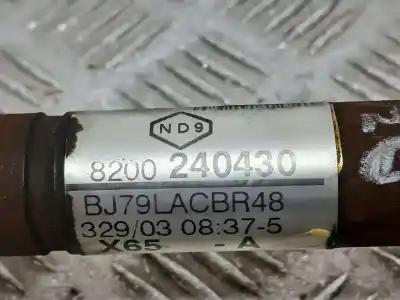 ND9
8200 240430
BJ79LACBR48
329/03 08:37-5
X65 - A